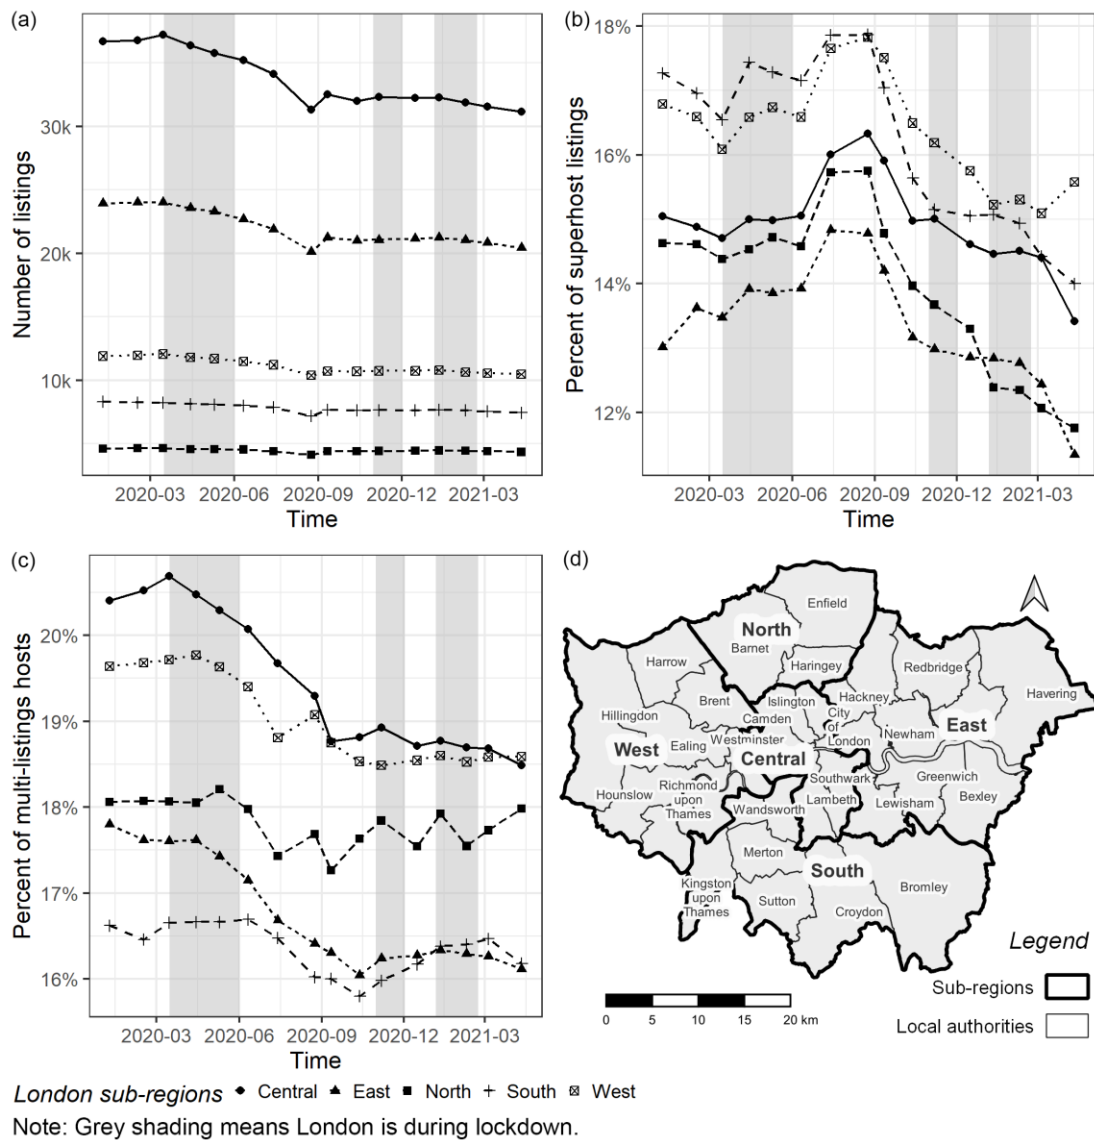 (a)
Number of listings
30k
20k
10k
2020-03 2020-06 2020-09 2020-12 2021-03
Time
(b)
Percent of superhost listings
18%
16%
14%
12%
2020-03 2020-06 2020-09 2020-12 2021-03
Time
(c)
Percent of multi-listings hosts
20%
19%
18%
17%
16%
2020-03 2020-06 2020-09 2020-12 2021-03
Time
(d)
Enfield
North
Barnet
Haringey
Harrow
Redbridge
Havering
Brent
Islington
Hackney
Camden
Hillingdon
City
of
London
Newham
East
West
Ealing
Westminster
Central
Southwark
Greenwich
Hounslow
Richmond
upon
Thames
Wandsworth
Lambeth
Lewisham
Bexley
Merton
South
Kingston
upon
Thames
Sutton
Croydon
Bromley
Legend
Sub-regions
Local authorities
0 5 10 15 20 km
London sub-regions Central East North South West
Note: Grey shading means London is during lockdown.